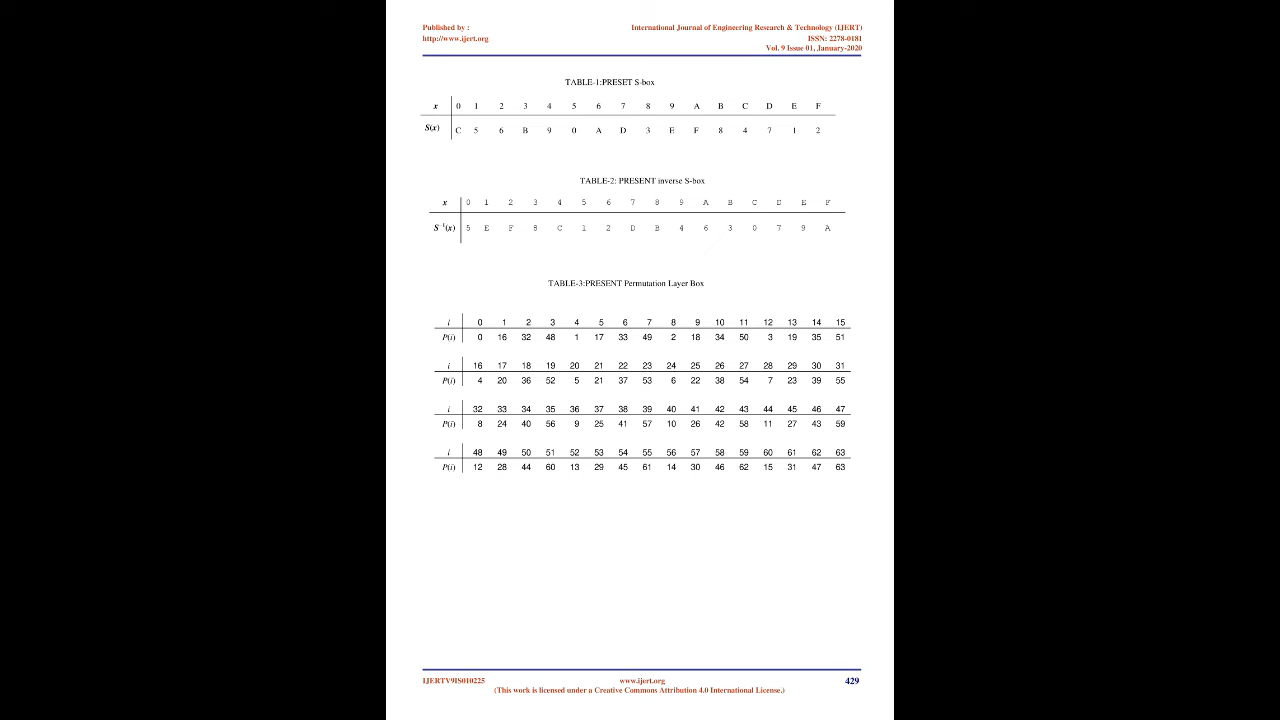 Published by :
International Journal of Engineering Research & Technology (IJERT)
http://www.ijert.org
ISSN: 2278-0181
Vol. 9 Issue 01, January-2020
TABLE-1:PRESET S-box
x 0 1 2 3 4 5 6 7 8 9 A B C D E F
S(x) C 5 6 B 9 0 A D 3 E F 8 4 7 1 2
TABLE-2: PRESENT inverse S-box
x 0 1 2 3 4 5 6 7 8 9 A B C D E F
S⁻¹(x) 5 E F 8 C 1 2 D B 4 6 3 0 7 9 A
TABLE-3:PRESENT Permutation Layer Box
i 0 1 2 3 4 5 6 7 8 9 10 11 12 13 14 15
P(i) 0 16 32 48 1 17 33 49 2 18 34 50 3 19 35 51
i 16 17 18 19 20 21 22 23 24 25 26 27 28 29 30 31
P(i) 4 20 36 52 5 21 37 53 6 22 38 54 7 23 39 55
i 32 33 34 35 36 37 38 39 40 41 42 43 44 45 46 47
P(i) 8 24 40 56 9 25 41 57 10 26 42 58 11 27 43 59
i 48 49 50 51 52 53 54 55 56 57 58 59 60 61 62 63
P(i) 12 28 44 60 13 29 45 61 14 30 46 62 15 31 47 63
IJERTV9IS010225
www.ijert.org
429
(This work is licensed under a Creative Commons Attribution 4.0 International License.)